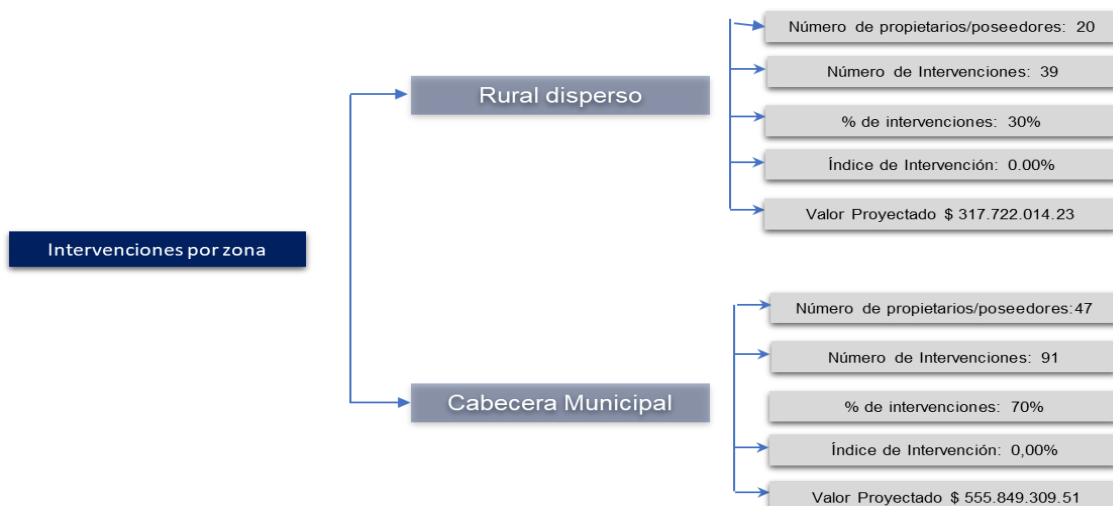 Intervenciones por zona
Rural disperso
Número de propietarios/poseedores: 20
Número de Intervenciones: 39
% de intervenciones: 30%
Índice de Intervención: 0.00%
Valor Proyectado $ 317.722.014.23
Cabecera Municipal
Número de propietarios/poseedores:47
Número de Intervenciones: 91
% de intervenciones: 70%
Índice de Intervención: 0,00%
Valor Proyectado $ 555.849.309.51